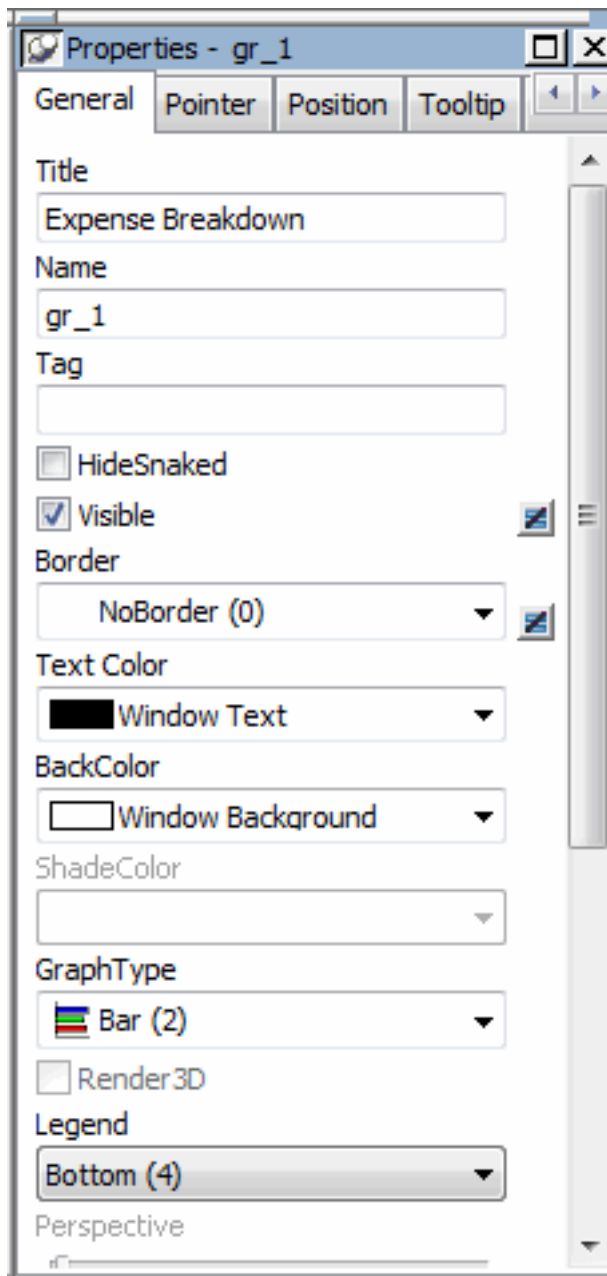 Properties - gr_1
General Pointer Position Tooltip
Title
Expense Breakdown
Name
gr_1
Tag
HideSnaked
Visible
Border
NoBorder (0)
Text Color
Window Text
BackColor
Window Background
ShadeColor
GraphType
Bar (2)
Render3D
Legend
Bottom (4)
Perspective